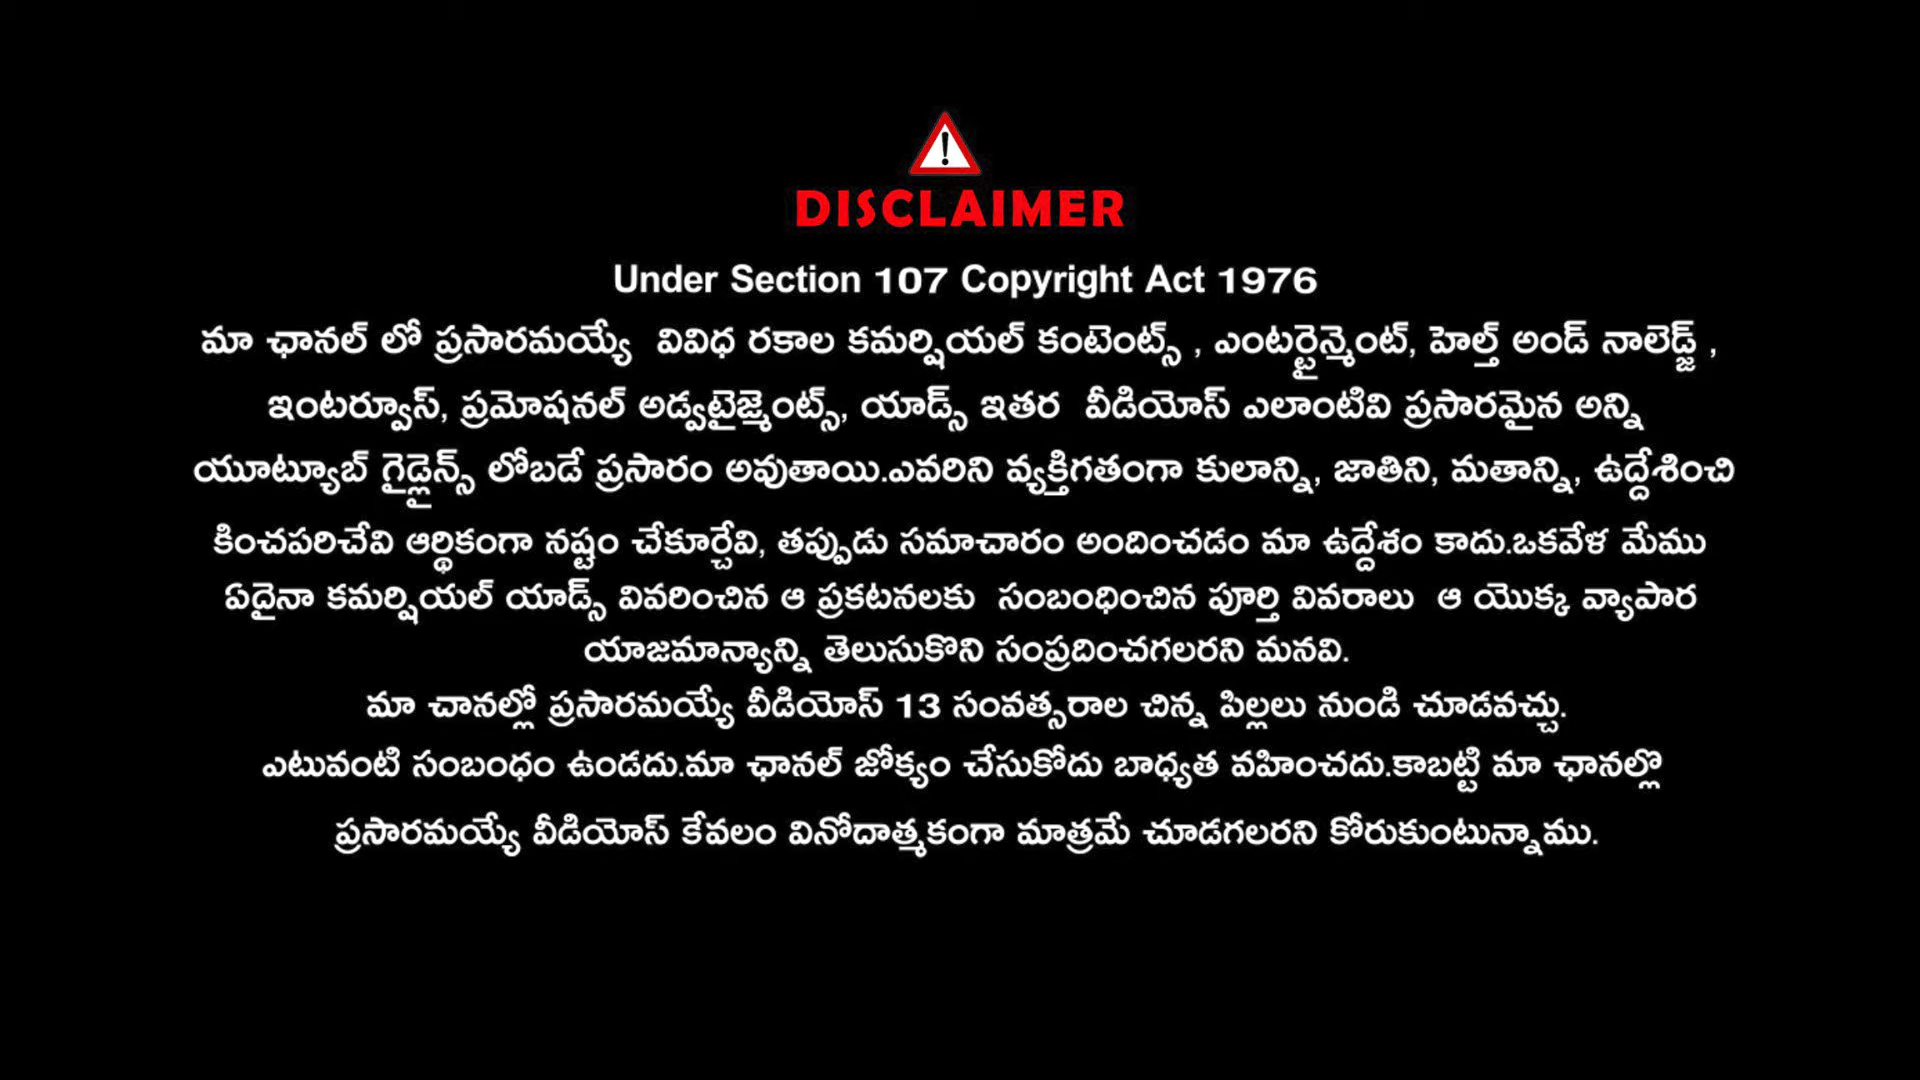 DISCLAIMER
Under Section 107 Copyright Act 1976
మా ఛానల్ లో ప్రసారమయ్యే వివిధ రకాల కమర్షియల్ కంటెంట్స్ , ఎంటర్టైన్మెంట్, హెల్త్ అండ్ నాలెడ్జ్ ,
ఇంటర్వ్యూస్, ప్రమోషనల్ అడ్వటైజ్మెంట్స్, యాడ్స్ ఇతర వీడియోస్ ఎలాంటివి ప్రసారమైన అన్ని
యూట్యూబ్ గైడ్లైన్స్ లోబడే ప్రసారం అవుతాయి.ఎవరిని వ్యక్తిగతంగా కులాన్ని, జాతిని, మతాన్ని, ఉద్దేశించి
కించపరిచేవి ఆర్థికంగా నష్టం చేకూర్చేవి, తప్పుడు సమాచారం అందించడం మా ఉద్దేశం కాదు.ఒకవేళ మేము
ఏదైనా కమర్షియల్ యాడ్స్ వివరించిన ఆ ప్రకటనలకు సంబంధించిన పూర్తి వివరాలు ఆ యొక్క వ్యాపార
యాజమాన్యాన్ని తెలుసుకొని సంప్రదించగలరని మనవి.
మా చానల్లో ప్రసారమయ్యే వీడియోస్ 13 సంవత్సరాల చిన్న పిల్లలు నుండి చూడవచ్చు.
ఎటువంటి సంబంధం ఉండదు.మా ఛానల్ జోక్యం చేసుకోదు బాధ్యత వహించదు.కాబట్టి మా ఛానల్లొ
ప్రసారమయ్యే వీడియోస్ కేవలం వినోదాత్మకంగా మాత్రమే చూడగలరని కోరుకుంటున్నాము.